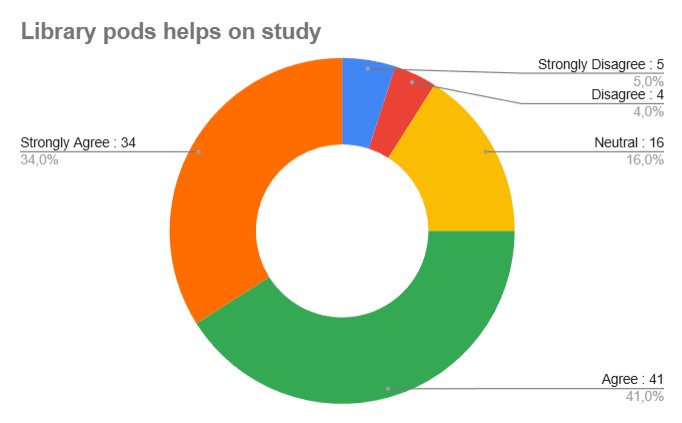 Library pods helps on study
Strongly Disagree : 5
5,0%
Disagree : 4
4,0%
Strongly Agree : 34
34,0%
Neutral : 16
16,0%
Agree : 41
41,0%